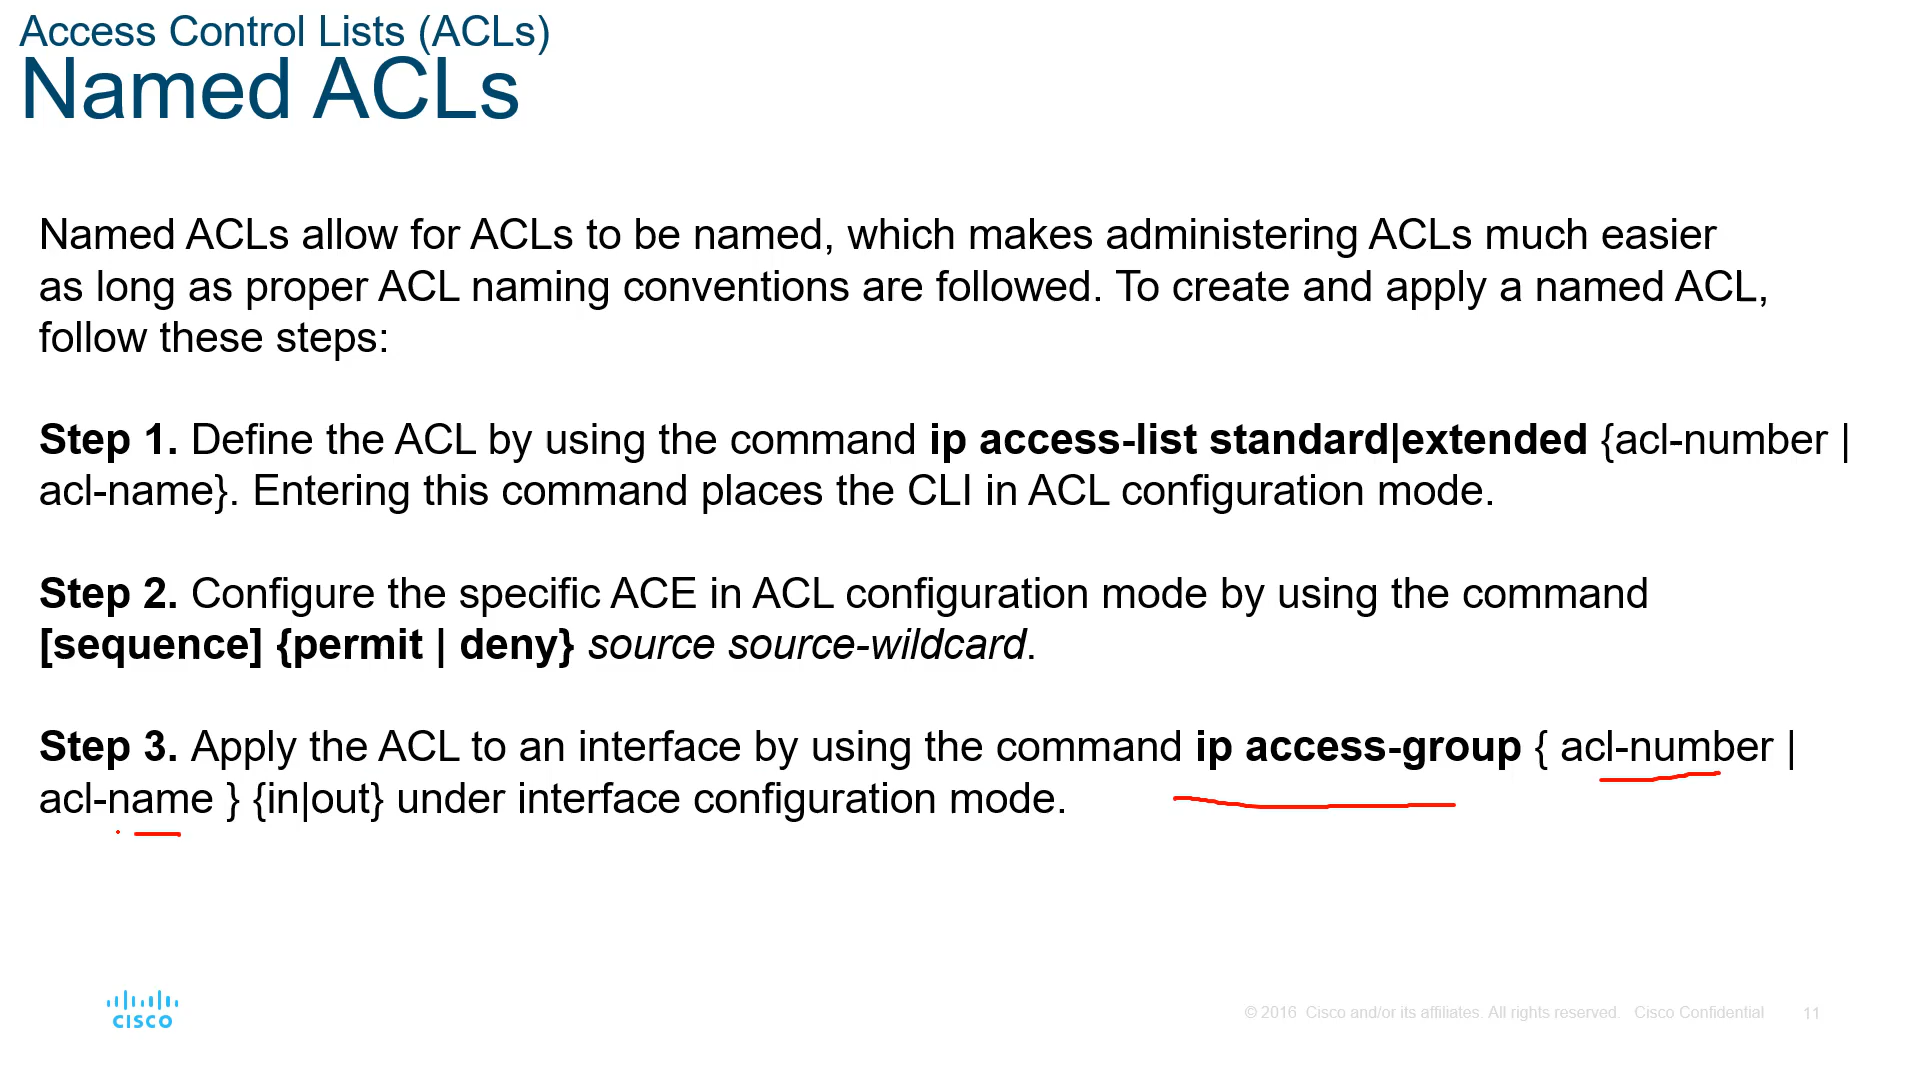 Access Control Lists (ACLs)
Named ACLs
Named ACLs allow for ACLs to be named, which makes administering ACLs much easier
as long as proper ACL naming conventions are followed. To create and apply a named ACL,
follow these steps:
Step 1. Define the ACL by using the command ip access-list standard|extended {acl-number |
acl-name}. Entering this command places the CLI in ACL configuration mode.
Step 2. Configure the specific ACE in ACL configuration mode by using the command
[sequence] {permit | deny} source source-wildcard.
Step 3. Apply the ACL to an interface by using the command ip access-group { acl-number |
acl-name } {in|out} under interface configuration mode.
CISCO
© 2016 Cisco and/or its affiliates. All rights reserved. Cisco Confidential 11